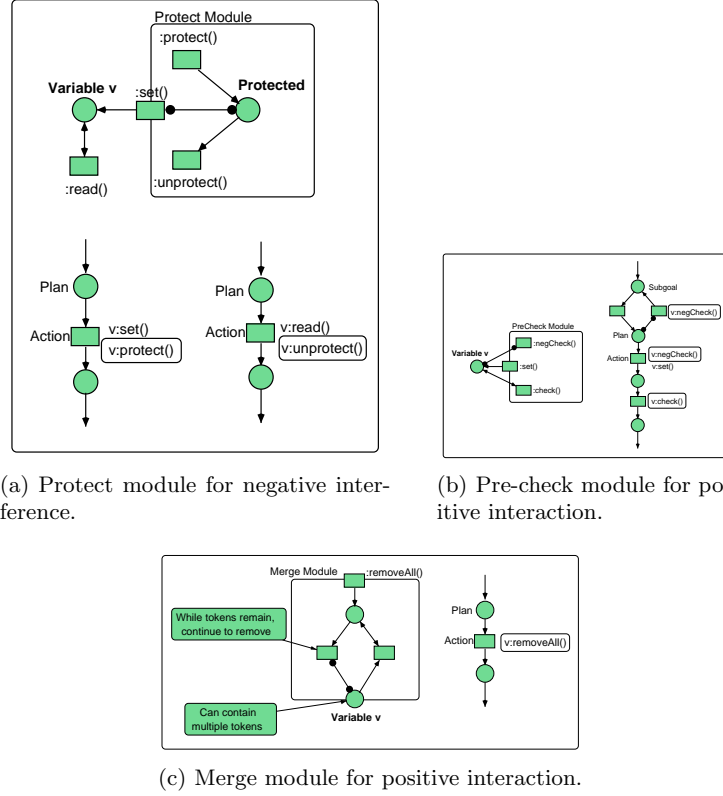 Protect Module
:protect()
Variable v
:set()
Protected
:read()
:unprotect()
Plan
Action
v:set()
v:protect()
Plan
Action
v:read()
v:unprotect()
(a) Protect module for negative inter-
ference.
PreCheck Module
Variable v
:negCheck()
:set()
:check()
Subgoal
v:negCheck()
Plan
Action
v:negCheck()
v:set()
v:check()
(b) Pre-check module for po
itive interaction.
Merge Module
:removeAll()
While tokens remain,
continue to remove
Can contain
multiple tokens
Variable v
Plan
Action
v:removeAll()
(c) Merge module for positive interaction.